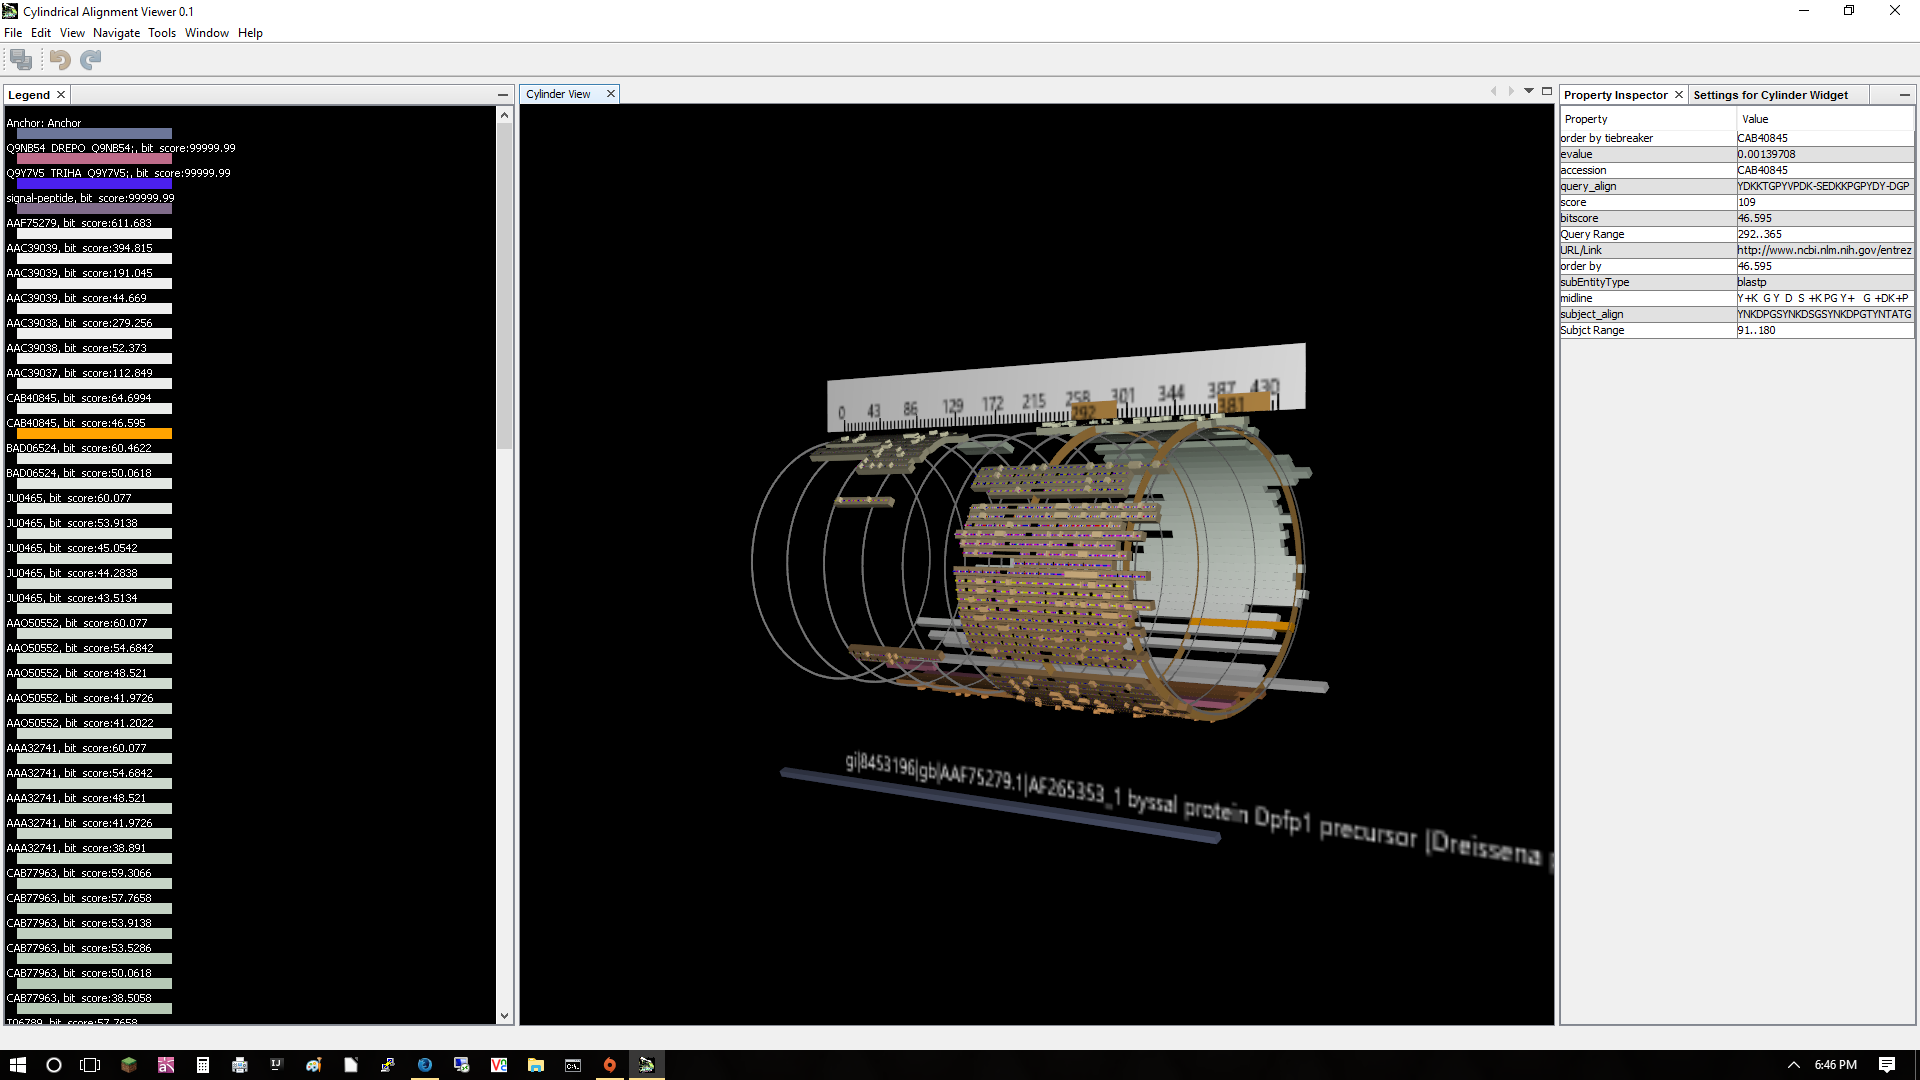 Cylindrical Alignment Viewer 0.1
File Edit View Navigate Tools Window Help
Legend
Anchor: Anchor
Q9NB54_DREPO_Q9NB54;, bit_score:99999.99
Q9Y7V5_TRIHA_Q9Y7V5;, bit_score:99999.99
signal-peptide, bit_score:99999.99
AAF75279, bit_score:611.683
AAC39039, bit_score:394.815
AAC39039, bit_score:191.045
AAC39039, bit_score:44.669
AAC39038, bit_score:279.256
AAC39038, bit_score:52.373
AAC39037, bit_score:112.849
CAB40845, bit_score:64.6994
CAB40845, bit_score:46.595
BAD06524, bit_score:60.4622
BAD06524, bit_score:50.0618
JU0465, bit_score:60.077
JU0465, bit_score:53.9138
JU0465, bit_score:45.0542
JU0465, bit_score:44.2838
JU0465, bit_score:43.5134
AAO50552, bit_score:60.077
AAO50552, bit_score:54.6842
AAO50552, bit_score:48.521
AAO50552, bit_score:41.9726
AAO50552, bit_score:41.2022
AAA32741, bit_score:60.077
AAA32741, bit_score:54.6842
AAA32741, bit_score:48.521
AAA32741, bit_score:41.9726
AAA32741, bit_score:38.891
CAB77963, bit_score:59.3066
CAB77963, bit_score:57.7658
CAB77963, bit_score:53.9138
CAB77963, bit_score:53.5286
CAB77963, bit_score:50.0618
CAB77963, bit_score:38.5058
T06789, bit_score:57.7658
Cylinder View
0 43 86 129 172 215 258 301 344 387 430
292 381
gi|8453196|gb|AAF75279.1|AF265353_1 byssal protein Dpfp1 precursor [Dreissena
Property Inspector Settings for Cylinder Widget
Property Value
order by tiebreaker CAB40845
evalue 0.00139708
accession CAB40845
query_align YDKKTGPYVPDK-SEDKKPGPYDY-DGP
score 109
bitscore 46.595
Query Range 292..365
URL/Link http://www.ncbi.nlm.nih.gov/entrez
order by 46.595
subEntityType blastp
midline Y+K G Y D S +K PG Y+ G +DK+P
subject_align YNKDPGSYNKDSGSYNKDPGTYNTATG
Subjct Range 91..180
6:46 PM